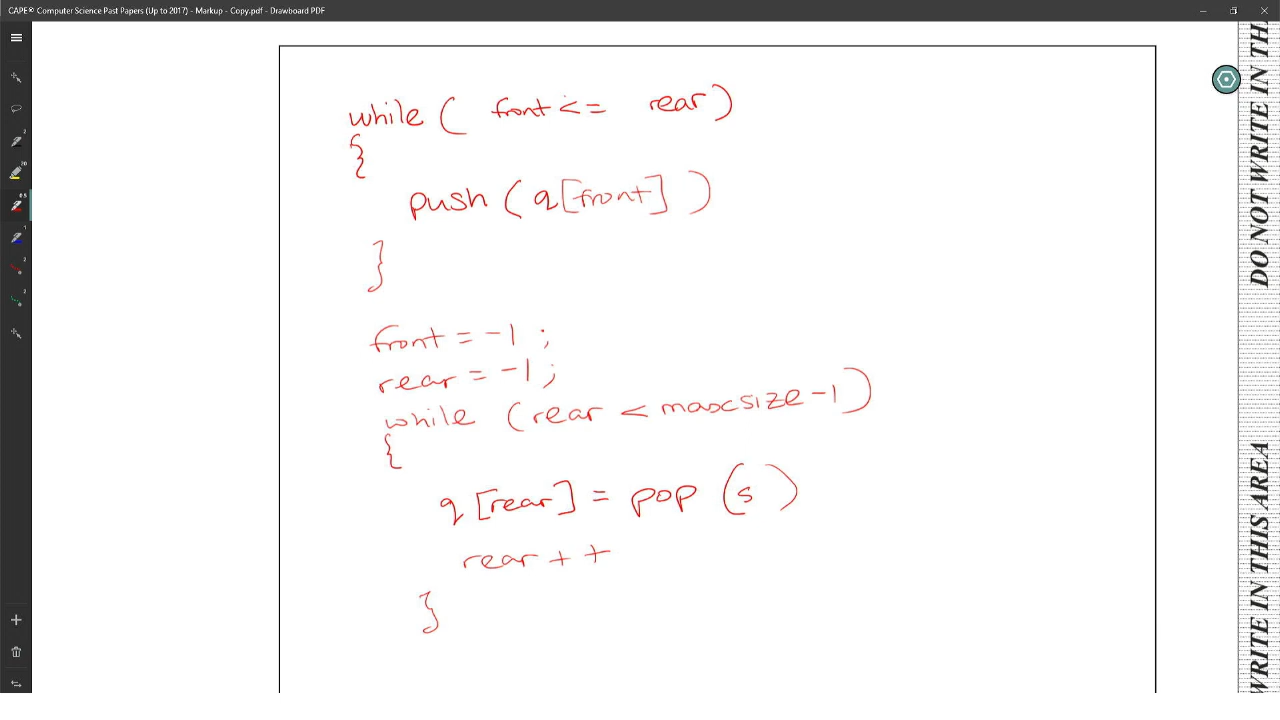 CAPE® Computer Science Past Papers (Up to 2017) - Markup - Copy.pdf - Drawboard PDF
while ( front <= rear )
{
push ( q[front] )
}
front = -1 ;
rear = -1 ;
while (rear < maxsize-1)
{
q [rear] = pop (s)
rear ++
}
DO NOT WRITE IN TH
WRITE IN THIS AREA